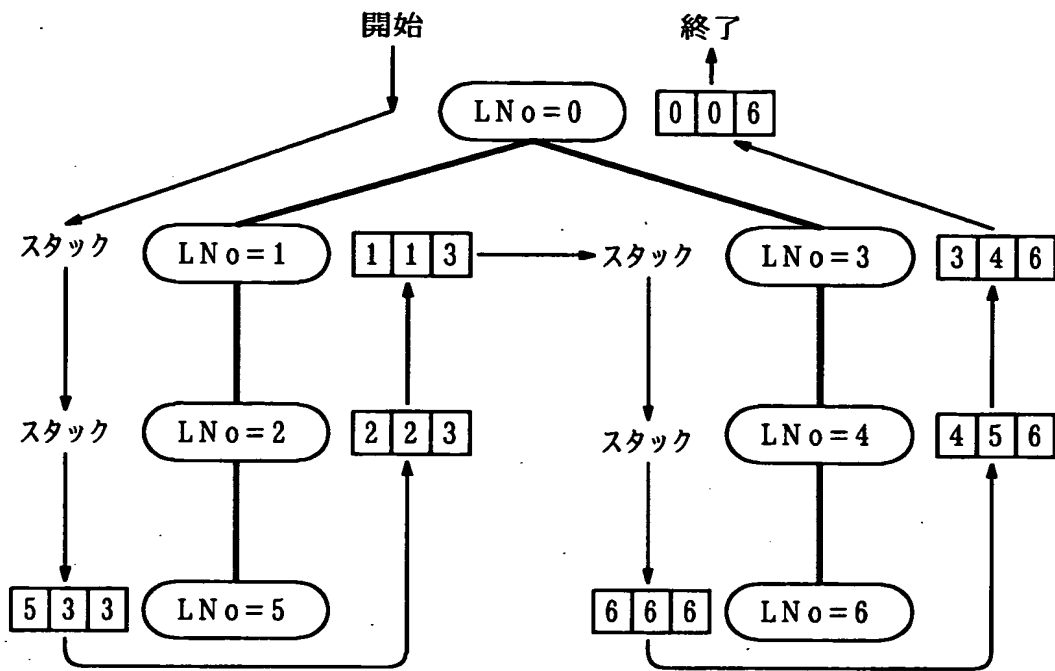 開始
終了
LNo=0
0 0 6
スタック
LNo=1
1 1 3
スタック
LNo=3
3 4 6
スタック
LNo=2
2 2 3
スタック
LNo=4
4 5 6
5 3 3
LNo=5
6 6 6
LNo=6